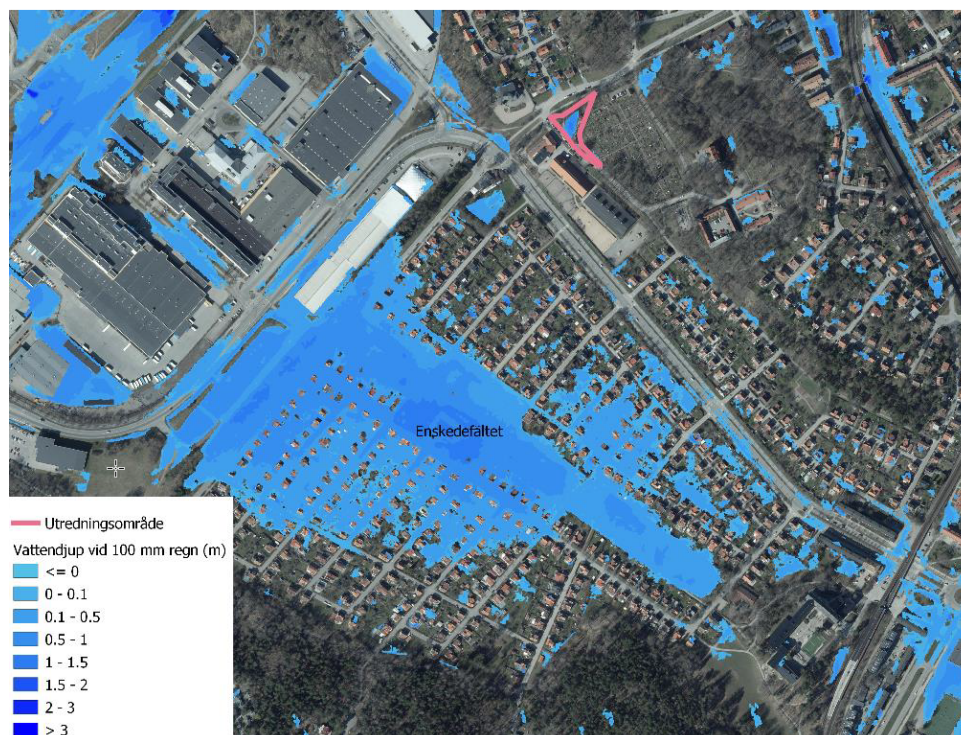 Enskedefältet
Utredningsområde
Vattendjup vid 100 mm regn (m)
<= 0
0 - 0.1
0.1 - 0.5
0.5 - 1
1 - 1.5
1.5 - 2
2 - 3
> 3